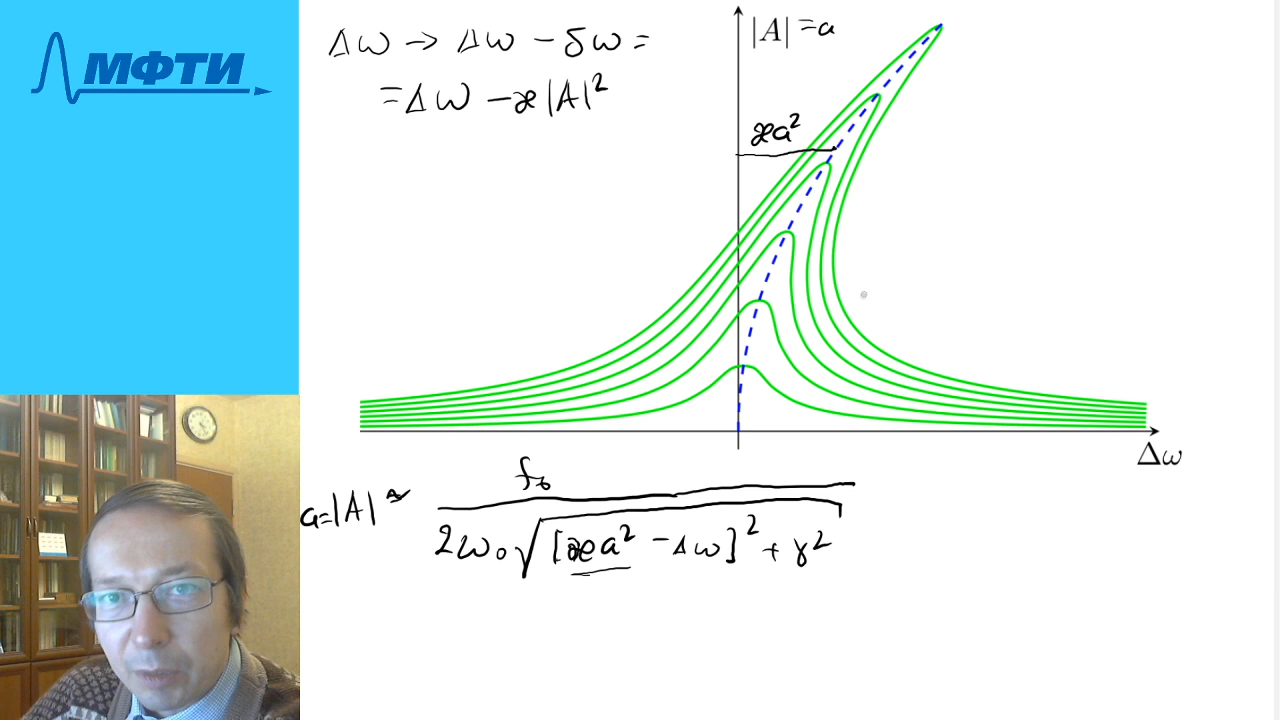 МФТИ
Δω → Δω − δω =
= Δω − æ|A|²
|A| = a
æa²
Δω
a=|A| ≈ f₀ / 2ω₀√([æa² − Δω]² + γ²)